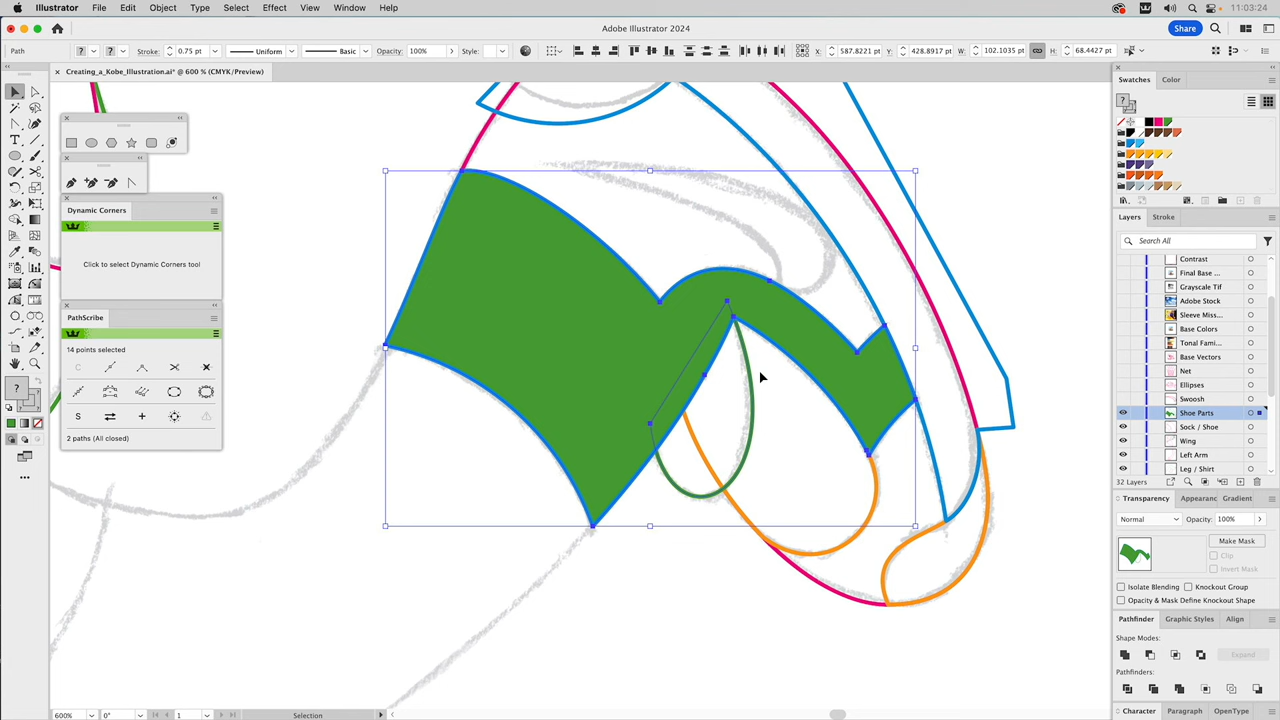 Illustrator File Edit Object Type Select Effect View Window Help 11:03:24
Adobe Illustrator 2024 Share
Path ? ? Stroke: 0.75 pt Uniform Basic Opacity: 100% Style: X: 587.8221 pt Y: 428.8917 pt W: 102.1035 pt H: 68.4427 pt
× Creating_a_Kobe_Illustration.ai* @ 600 % (CMYK/Preview)
Swatches Color
?
Dynamic Corners
Click to select Dynamic Corners tool
PathScribe
14 points selected
C
S
2 paths (All closed)
?
Layers Stroke
Search All
Contrast
Final Base ...
Grayscale Tif
Adobe Stock
Sleeve Miss...
Base Colors
Tonal Fami...
Base Vectors
Net
Ellipses
Swoosh
Shoe Parts
Sock / Shoe
Wing
Left Arm
Leg / Shirt
32 Layers
Transparency Appearanc Gradient
Normal Opacity: 100%
Make Mask
Clip
Invert Mask
Isolate Blending Knockout Group
Opacity & Mask Define Knockout Shape
Pathfinder Graphic Styles Align
Shape Modes:
Expand
Pathfinders:
Character Paragraph OpenType
600% 0° 1 Selection